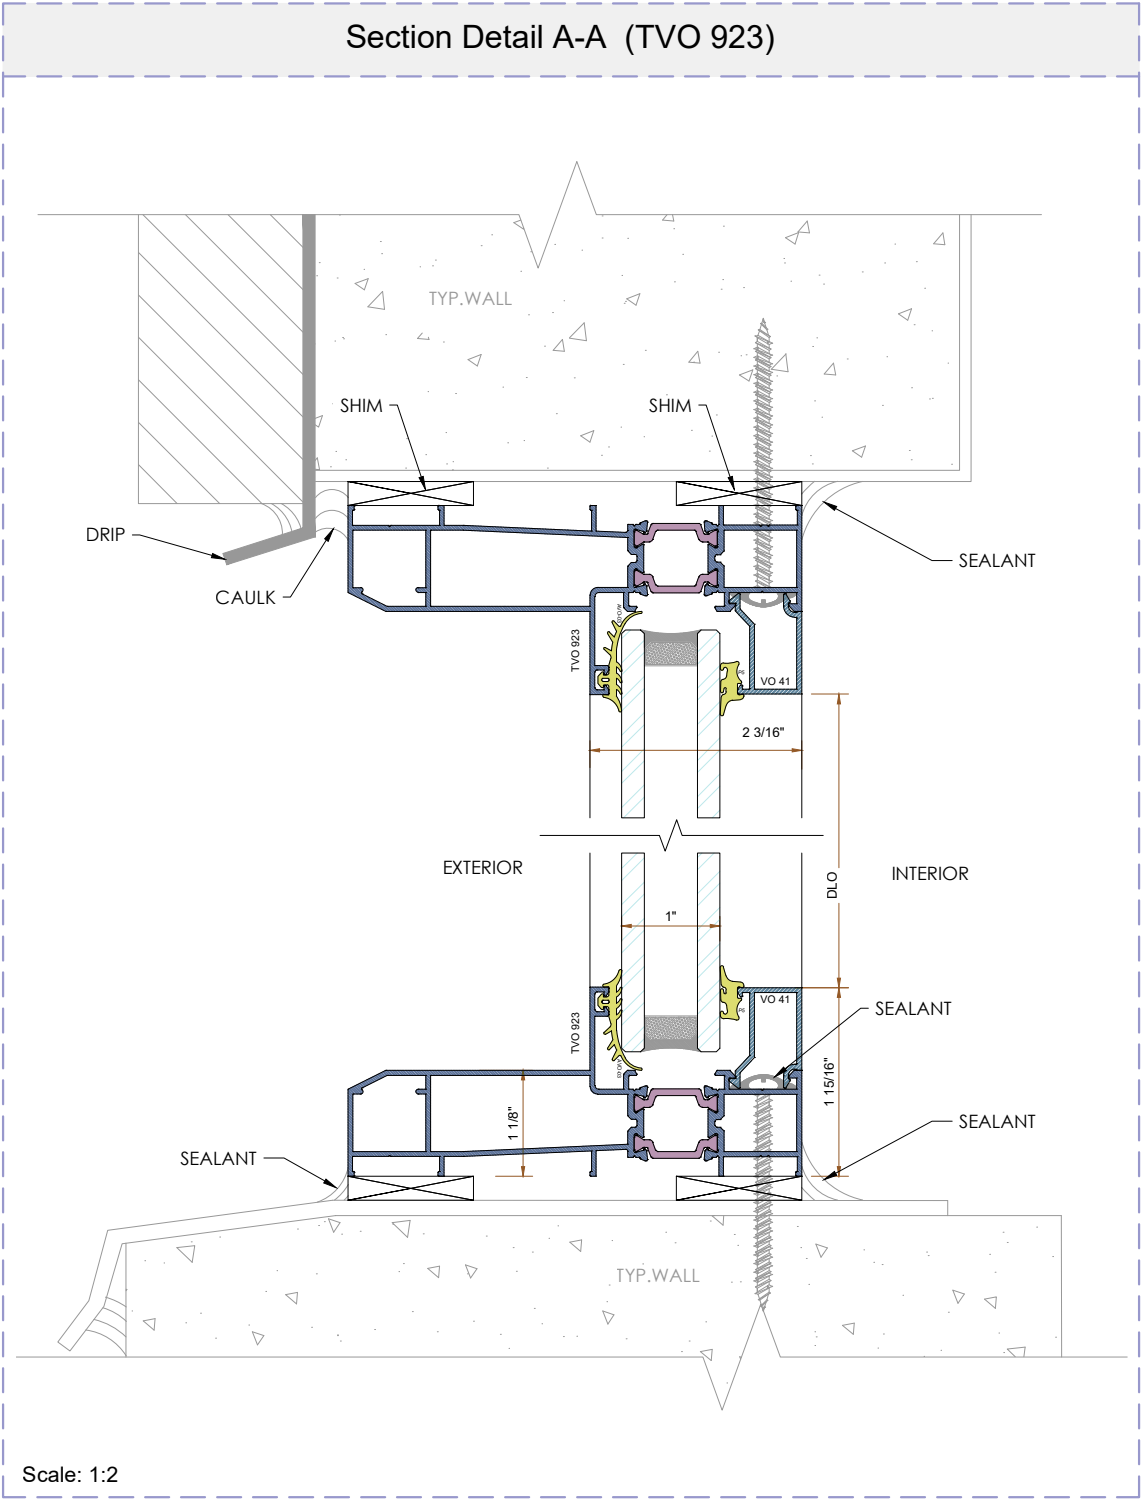 Section Detail A-A (TVO 923)
TYP.WALL
SHIM
SHIM
DRIP
SEALANT
CAULK
TVO 923
VO 41
2 3/16"
EXTERIOR
DLO
INTERIOR
1"
VO 41
SEALANT
TVO 923
1 15/16"
1 1/8"
SEALANT
SEALANT
TYP.WALL
Scale: 1:2